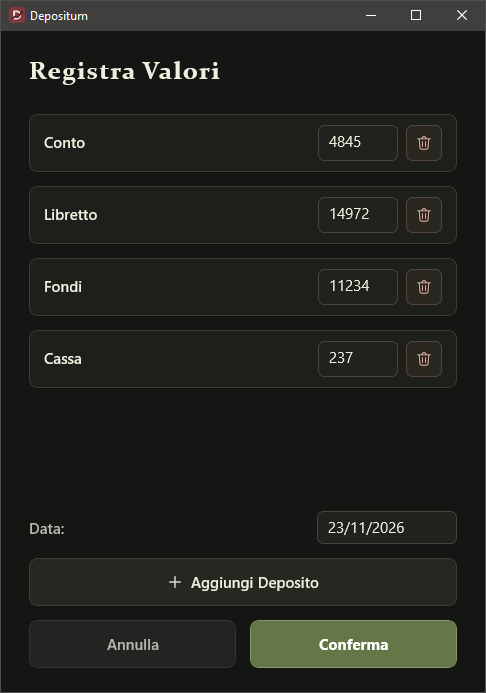 Depositum
Registra Valori
Conto 4845
Libretto 14972
Fondi 11234
Cassa 237
Data: 23/11/2026
+ Aggiungi Deposito
Annulla Conferma